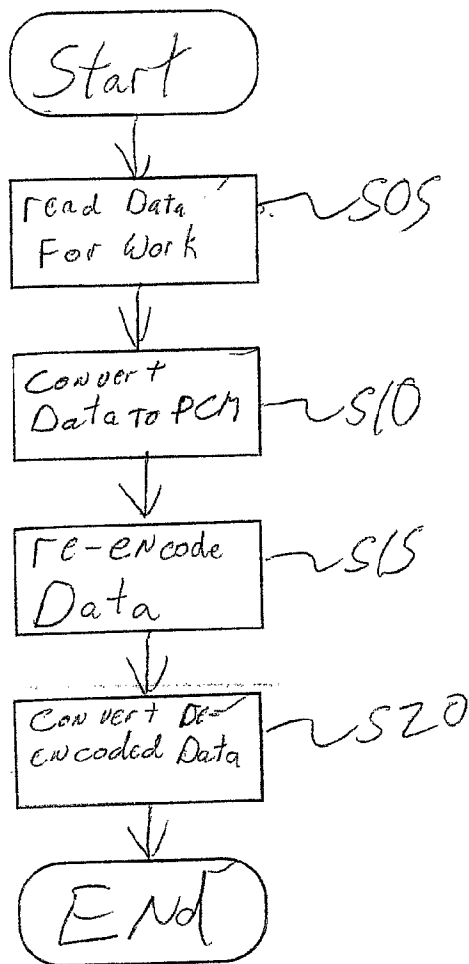 Start
read Data
For Work
S05
Convert
Data To PCM
S10
re-encode
Data
S15
Convert De-
encoded Data
S20
End